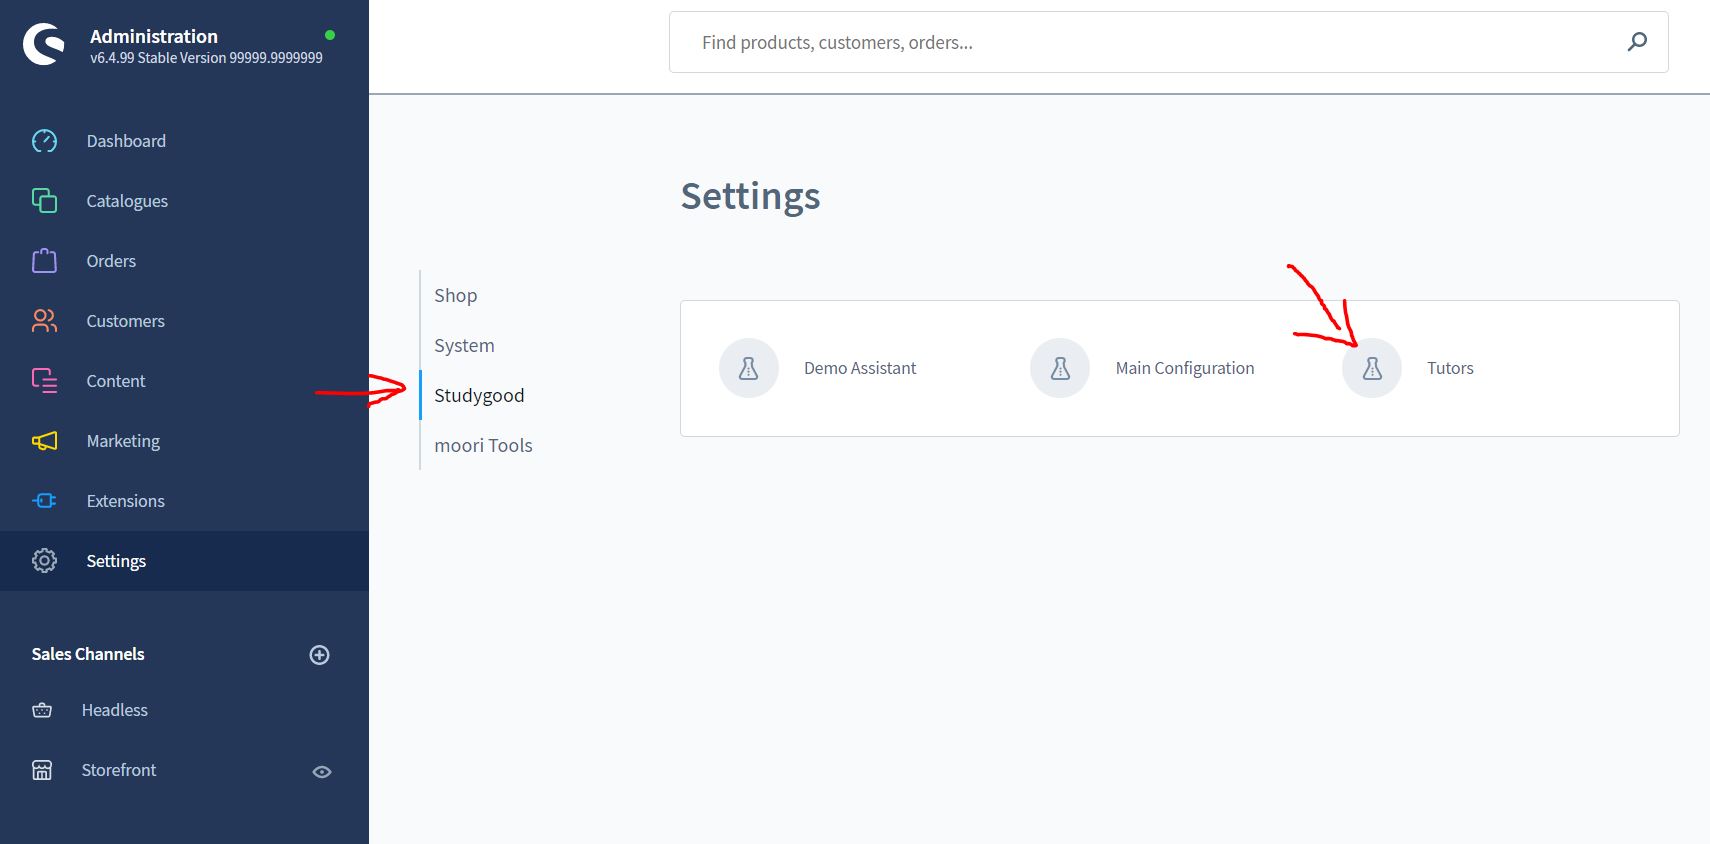 Administration
v6.4.99 Stable Version 99999.9999999
Find products, customers, orders...
Dashboard
Catalogues
Orders
Customers
Content
Marketing
Extensions
Settings
Sales Channels
Headless
Storefront
Settings
Shop
System
Studygood
moori Tools
Demo Assistant
Main Configuration
Tutors